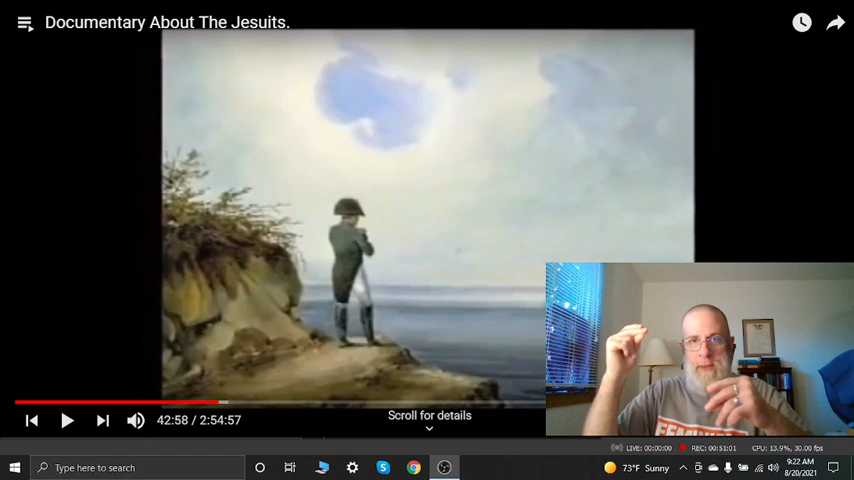 Documentary About The Jesuits.
42:58 / 2:54:57
Scroll for details
LIVE: 00:00:00
REC: 00:51:01
CPU: 13.9%, 30.00 fps
Type here to search
73°F Sunny
9:22 AM
8/20/2021